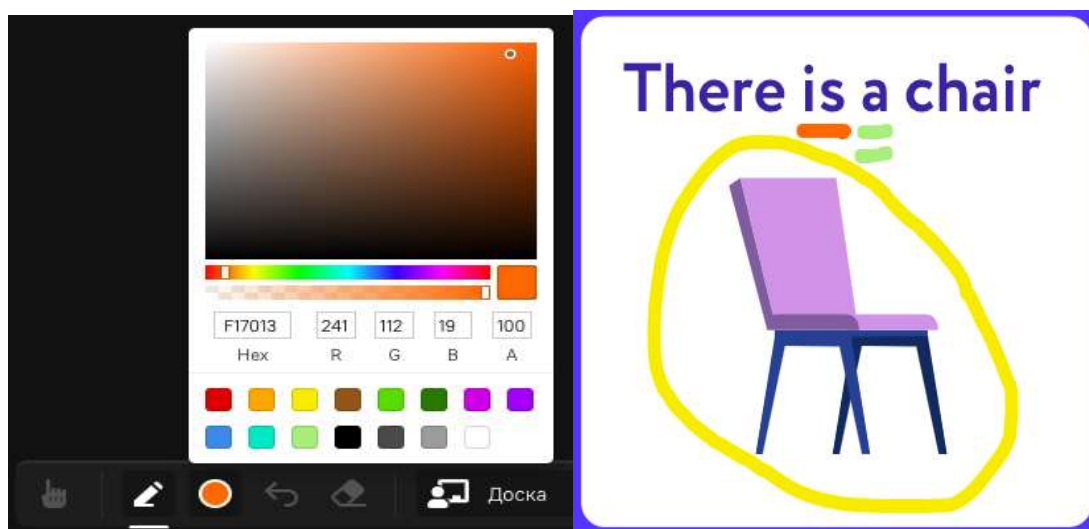 There is a chair
F17013 241 112 19 100
Hex R G B A
Доска